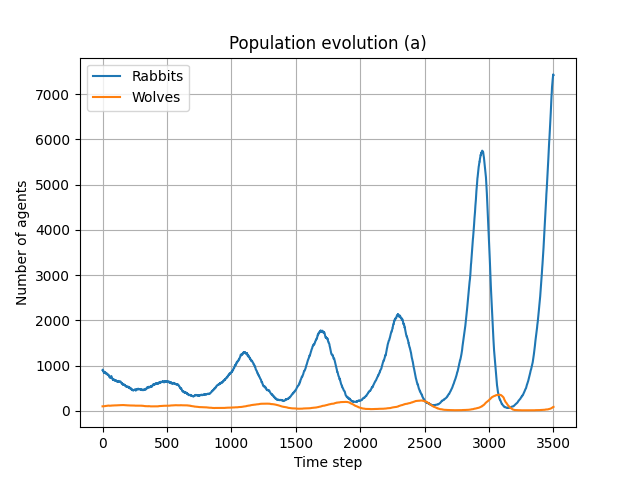 Population evolution (a)
Rabbits
Wolves
7000
6000
5000
4000
3000
2000
1000
0
Number of agents
0 500 1000 1500 2000 2500 3000 3500
Time step